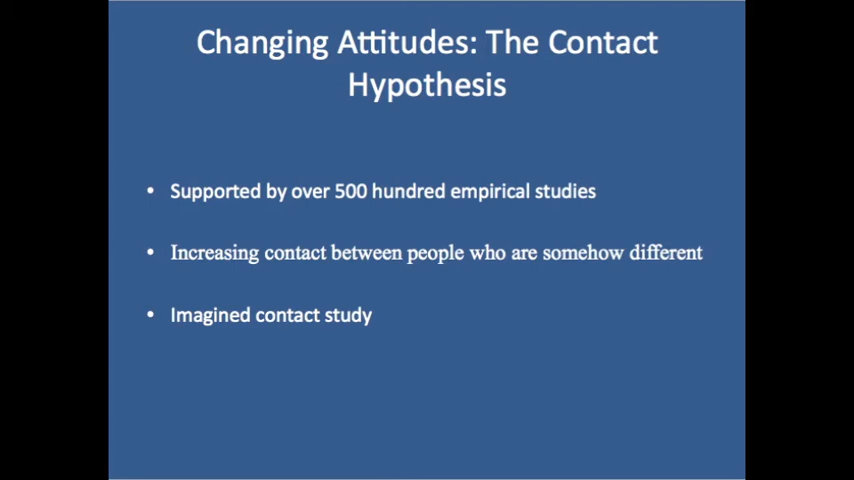 Changing Attitudes: The Contact
Hypothesis
• Supported by over 500 hundred empirical studies
• Increasing contact between people who are somehow different
• Imagined contact study